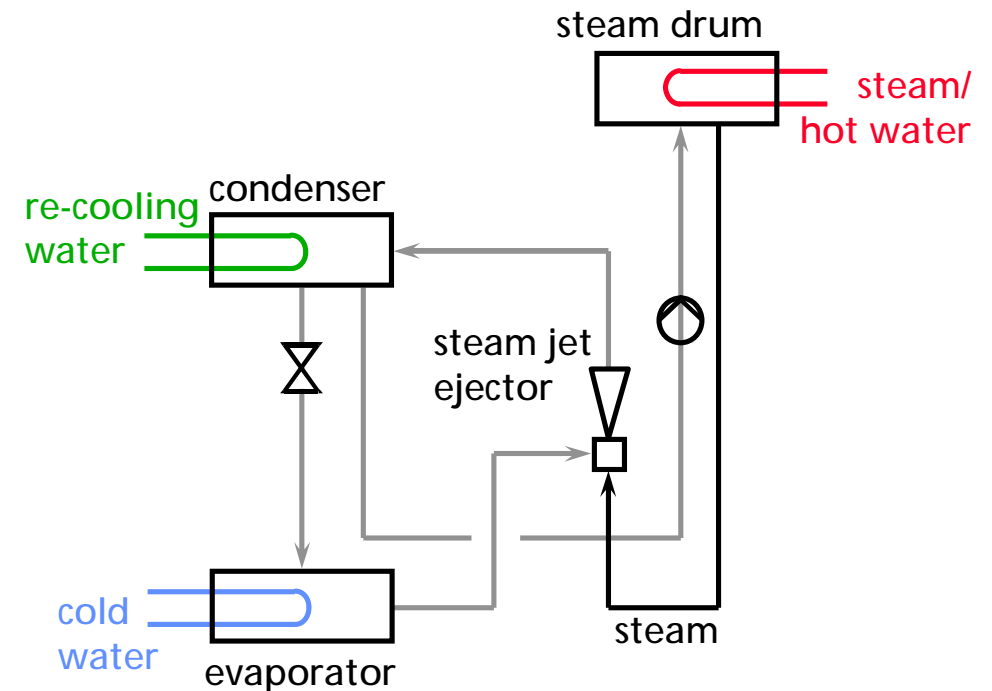 steam drum
steam/
hot water
condenser
re-cooling
water
steam jet
ejector
cold
water
steam
evaporator